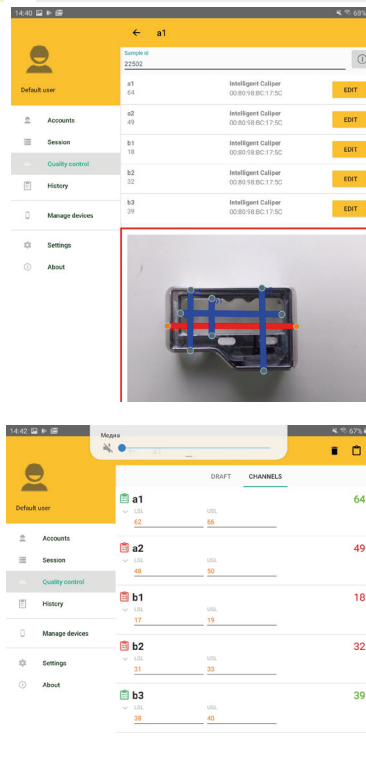 14:40 68%
← a1
Default user
Accounts
Session
Quality control
History
Manage devices
Settings
About
Sample id
22502
a1 Intelligent Caliper
64 00:80:98:BC:17:5C EDIT
a2 Intelligent Caliper
49 00:80:98:BC:17:5C EDIT
b1 Intelligent Caliper
18 00:80:98:BC:17:5C EDIT
b2 Intelligent Caliper
32 00:80:98:BC:17:5C EDIT
b3 Intelligent Caliper
39 00:80:98:BC:17:5C EDIT
14:42 67%
Медиа
a1
Default user
Accounts
Session
Quality control
History
Manage devices
Settings
About
DRAFT CHANNELS
a1 64
LSL USL
62 66
a2 49
LSL USL
48 50
b1 18
LSL USL
17 19
b2 32
LSL USL
31 33
b3 39
LSL USL
38 40